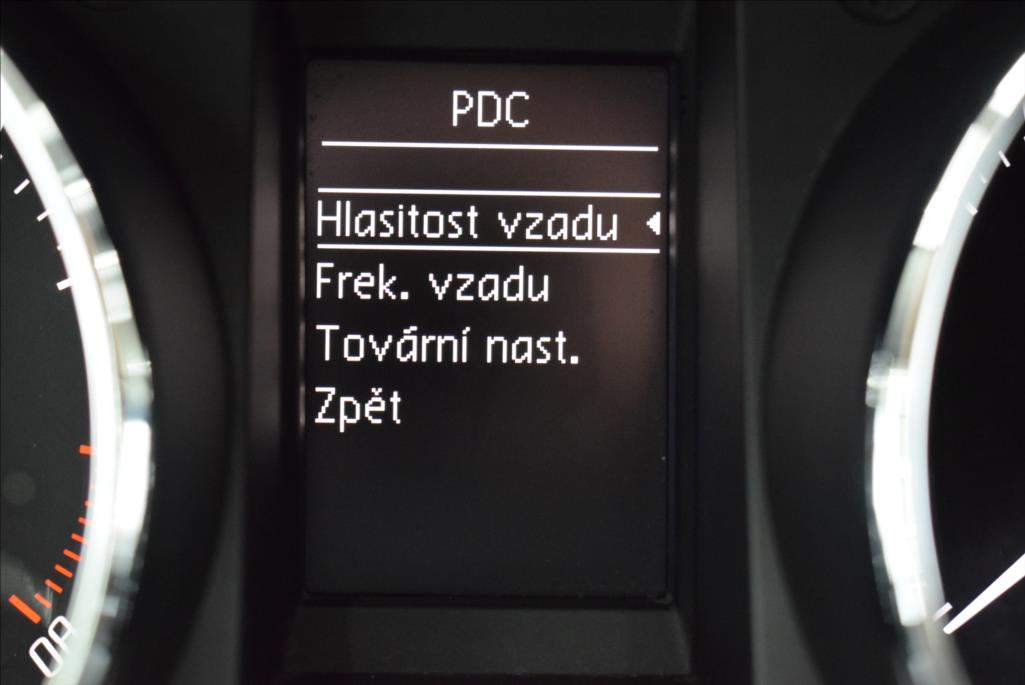 PDC
Hlasitost vzadu
Frek. vzadu
Tovární nast.
Zpět